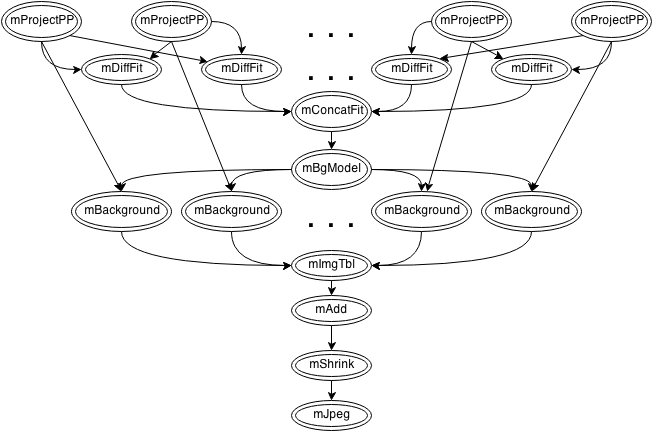 mProjectPP mProjectPP . . . mProjectPP mProjectPP
mDiffFit mDiffFit . . . mDiffFit mDiffFit
mConcatFit
mBgModel
mBackground mBackground . . . mBackground mBackground
mImgTbl
mAdd
mShrink
mJpeg